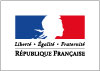 Liberté • Égalité • Fraternité
RÉPUBLIQUE FRANÇAISE